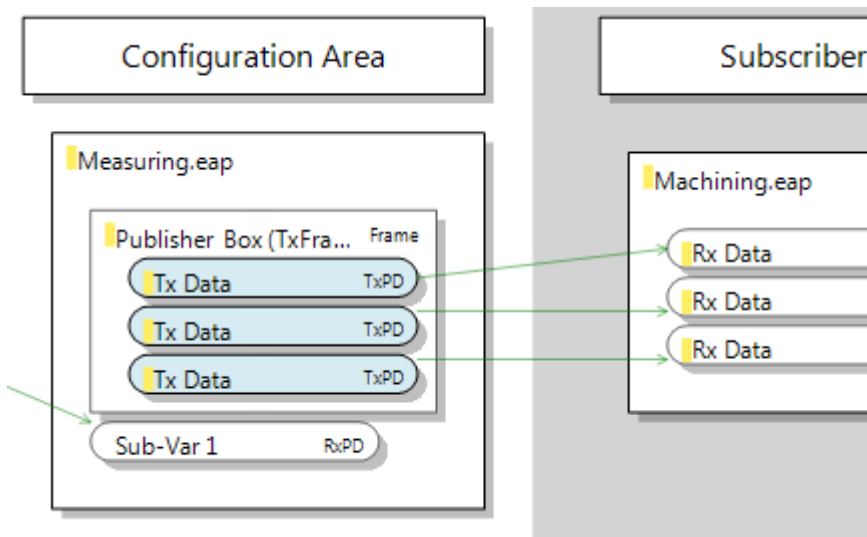 Configuration Area
Subscriber
Measuring.eap
Machining.eap
Publisher Box (TxFra... Frame
Tx Data TxPD
Rx Data
Tx Data TxPD
Rx Data
Tx Data TxPD
Rx Data
Sub-Var 1 RxPD